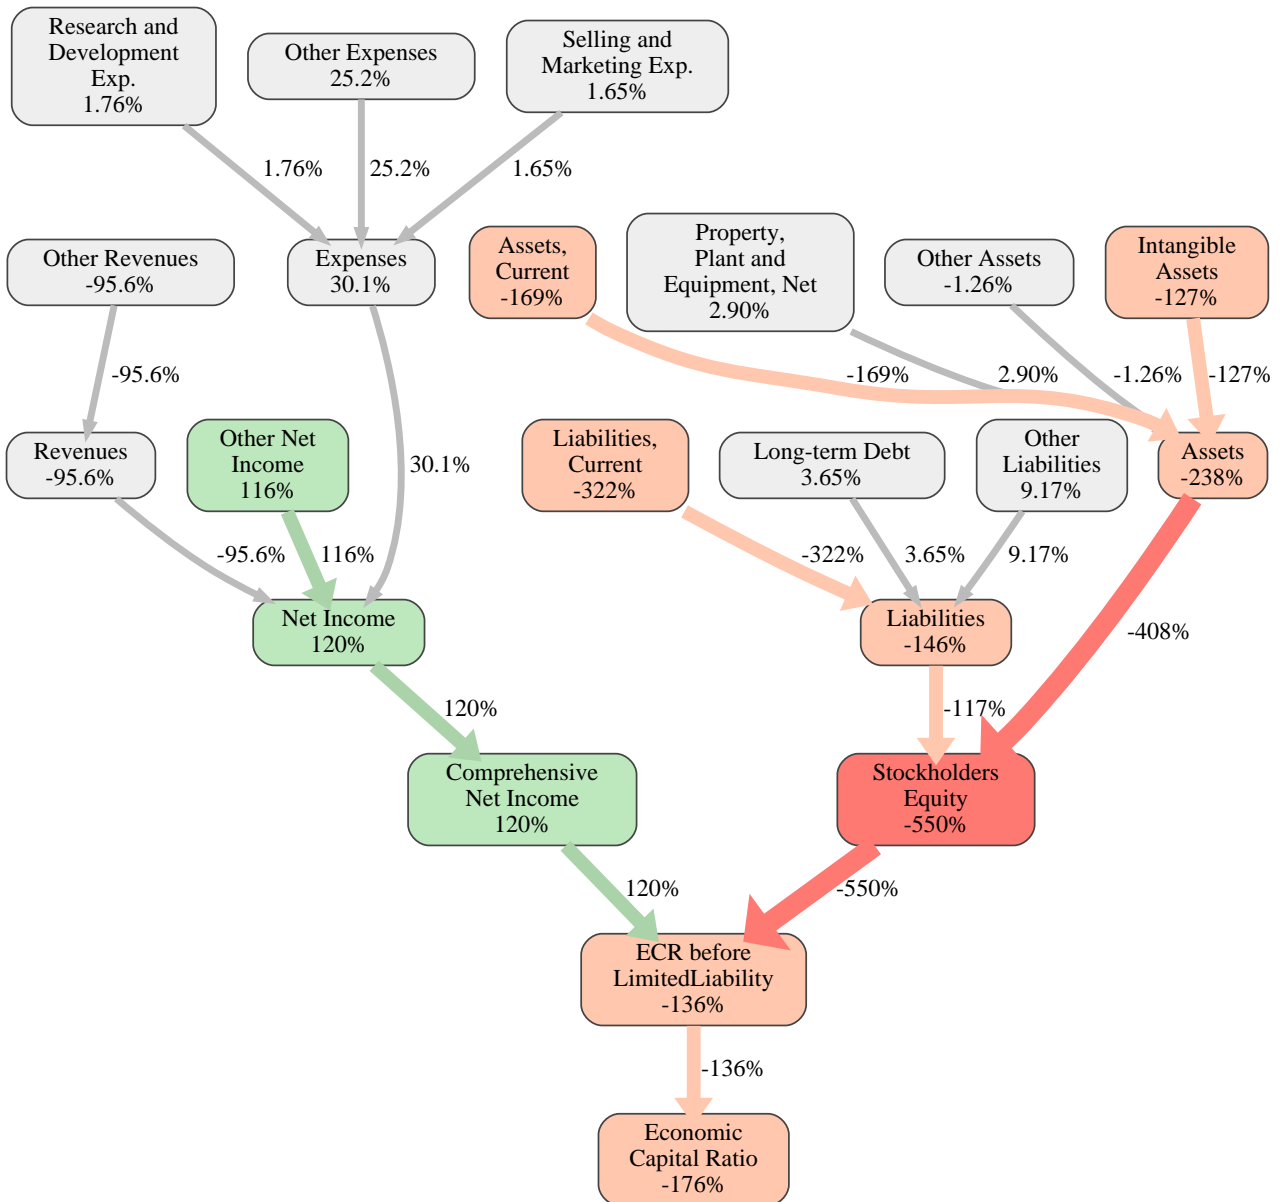 Research and
Development
Exp.
1.76%
Other Expenses
25.2%
Selling and
Marketing Exp.
1.65%
1.76%
25.2%
1.65%
Other Revenues
-95.6%
Expenses
30.1%
Assets,
Current
-169%
Property,
Plant and
Equipment, Net
2.90%
Other Assets
-1.26%
Intangible
Assets
-127%
-95.6%
-169%
2.90%
-1.26%
-127%
Revenues
-95.6%
Other Net
Income
116%
30.1%
Liabilities,
Current
-322%
Long-term Debt
3.65%
Other
Liabilities
9.17%
Assets
-238%
-95.6%
116%
-322%
3.65%
9.17%
Net Income
120%
Liabilities
-146%
-408%
120%
-117%
Comprehensive
Net Income
120%
Stockholders
Equity
-550%
120%
-550%
ECR before
LimitedLiability
-136%
-136%
Economic
Capital Ratio
-176%